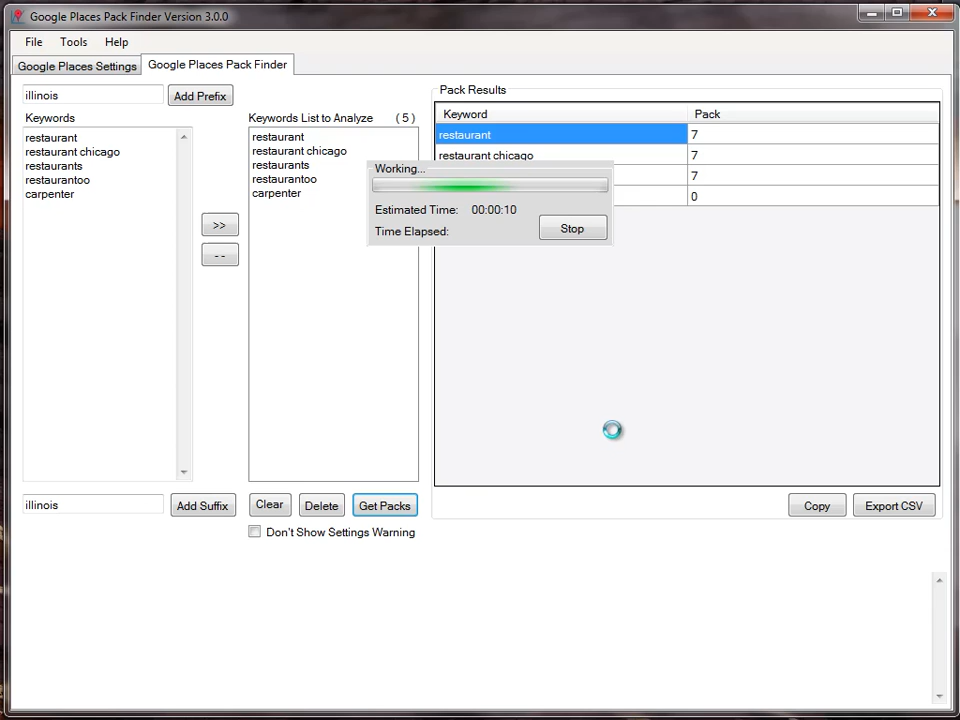 Google Places Pack Finder Version 3.0.0
File Tools Help
Google Places Settings Google Places Pack Finder
illinois Add Prefix
Keywords
restaurant
restaurant chicago
restaurants
restaurantoo
carpenter
>>
--
illinois Add Suffix
Keywords List to Analyze (5)
restaurant
restaurant chicago
restaurants
restaurantoo
carpenter
Clear Delete Get Packs
Don't Show Settings Warning
Working...
Estimated Time: 00:00:10
Time Elapsed:
Stop
Pack Results
Keyword Pack
restaurant 7
restaurant chicago 7
7
0
Copy Export CSV